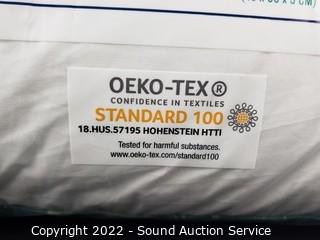 OEKO-TEX®
CONFIDENCE IN TEXTILES
STANDARD 100
18.HUS.57195 HOHENSTEIN HTTI
Tested for harmful substances.
www.oeko-tex.com/standard100
Copyright 2022 - Sound Auction Service